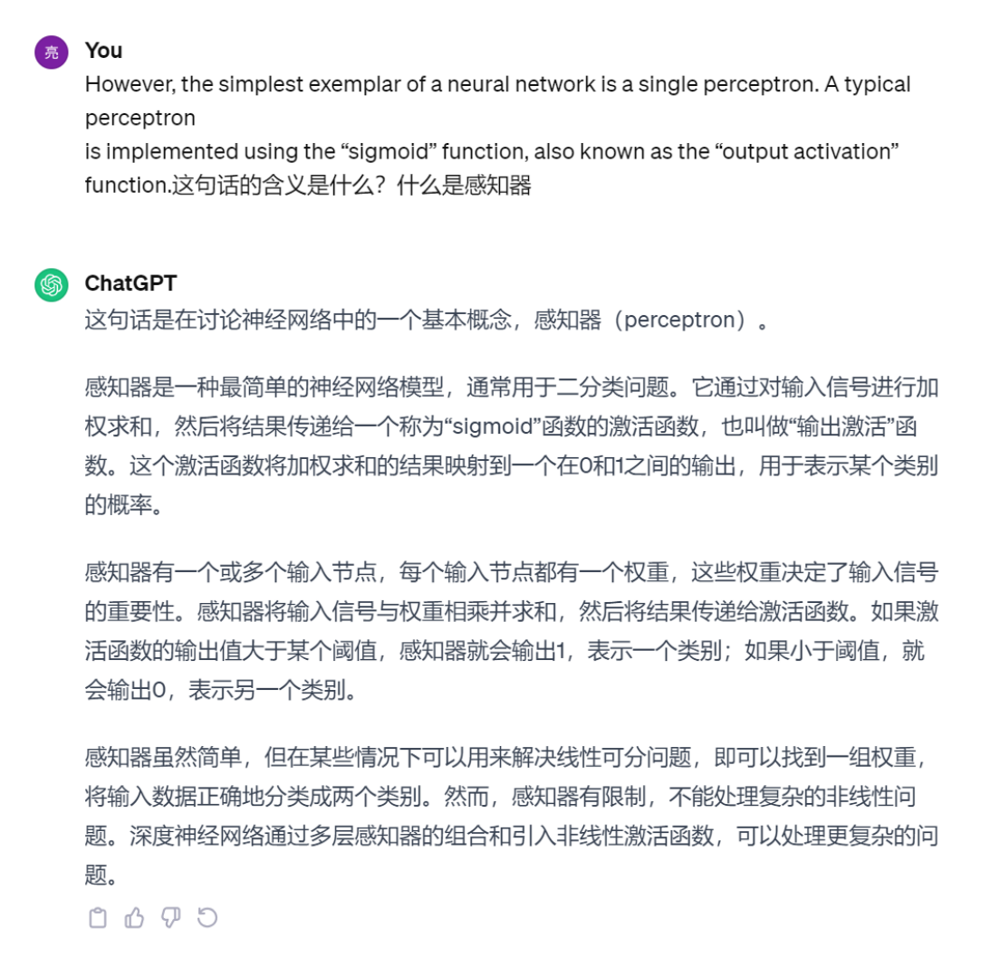 亮
You
However, the simplest exemplar of a neural network is a single perceptron. A typical
perceptron
is implemented using the “sigmoid” function, also known as the “output activation”
function.这句话的含义是什么？什么是感知器
ChatGPT
这句话是在讨论神经网络中的一个基本概念，感知器（perceptron）。
感知器是一种最简单的神经网络模型，通常用于二分类问题。它通过对输入信号进行加
权求和，然后将结果传递给一个称为“sigmoid”函数的激活函数，也叫做“输出激活”函
数。这个激活函数将加权求和的结果映射到一个在0和1之间的输出，用于表示某个类别
的概率。
感知器有一个或多个输入节点，每个输入节点都有一个权重，这些权重决定了输入信号
的重要性。感知器将输入信号与权重相乘并求和，然后将结果传递给激活函数。如果激
活函数的输出值大于某个阈值，感知器就会输出1，表示一个类别；如果小于阈值，就
会输出0，表示另一个类别。
感知器虽然简单，但在某些情况下可以用来解决线性可分问题，即可以找到一组权重，
将输入数据正确地分类成两个类别。然而，感知器有限制，不能处理复杂的非线性问
题。深度神经网络通过多层感知器的组合和引入非线性激活函数，可以处理更复杂的问
题。